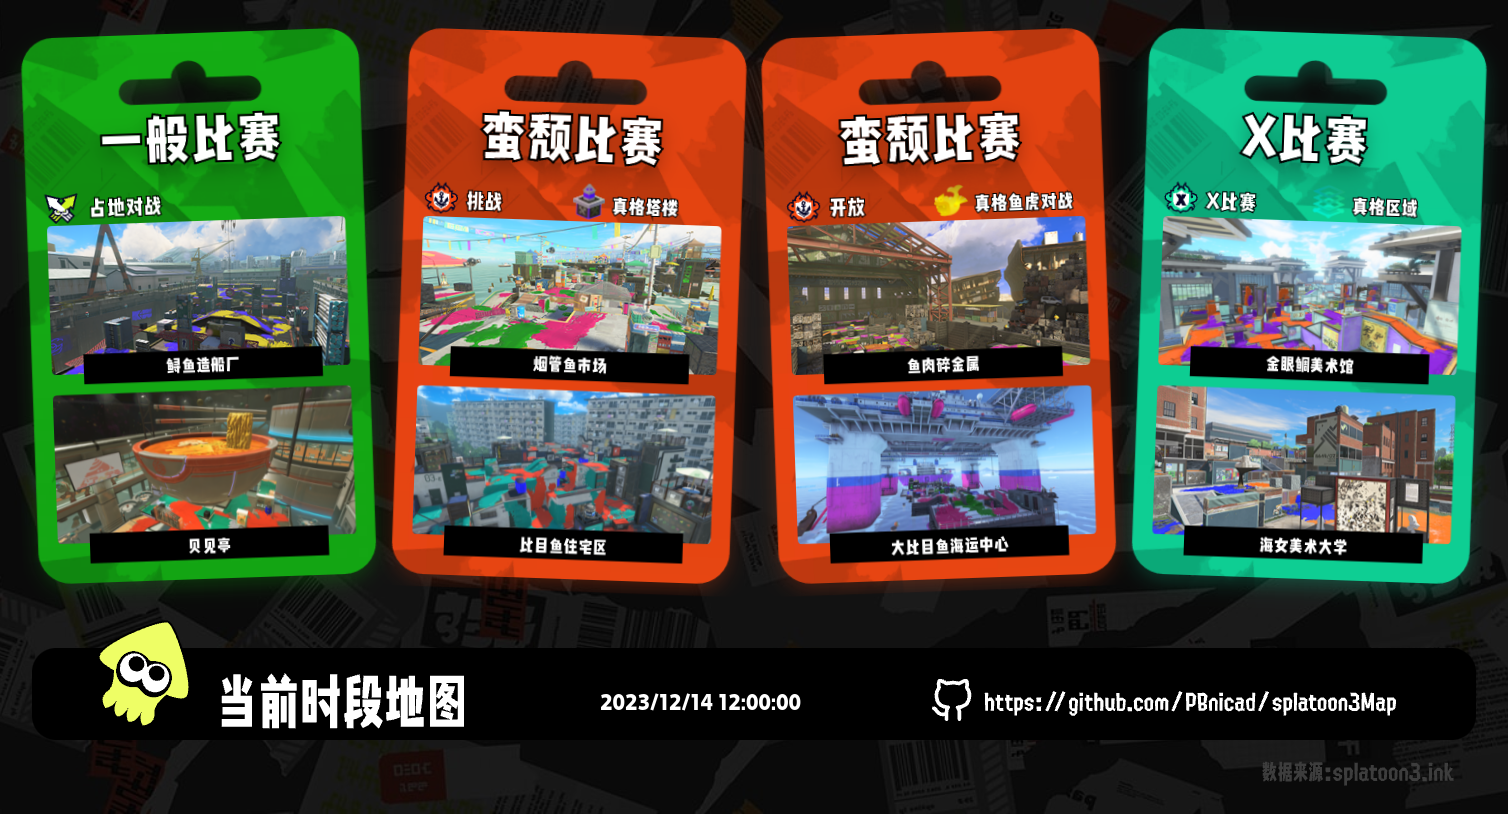 一般比赛
占地对战
鲟鱼造船厂
贝见亭
蛮颓比赛
挑战
真格塔楼
烟管鱼市场
比目鱼住宅区
蛮颓比赛
开放
真格鱼虎对战
鱼肉碎金属
大比目鱼海运中心
X比赛
X比赛
真格区域
金眼鲷美术馆
海女美术大学
当前时段地图
2023/12/14 12:00:00
https://github.com/PBnicad/splatoon3Map
数据来源:splatoon3.ink